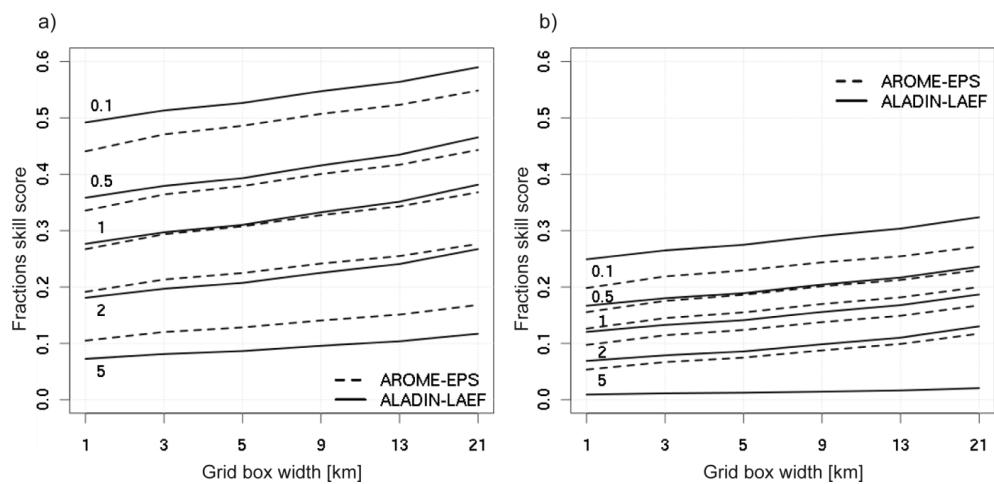 a)
Fractions skill score
0.6
0.5
0.4
0.3
0.2
0.1
0.0
0.1
0.5
1
2
5
AROME-EPS
ALADIN-LAEF
1 3 5 9 13 21
Grid box width [km]
b)
Fractions skill score
0.6
0.5
0.4
0.3
0.2
0.1
0.0
AROME-EPS
ALADIN-LAEF
0.1
0.5
1
2
5
1 3 5 9 13 21
Grid box width [km]